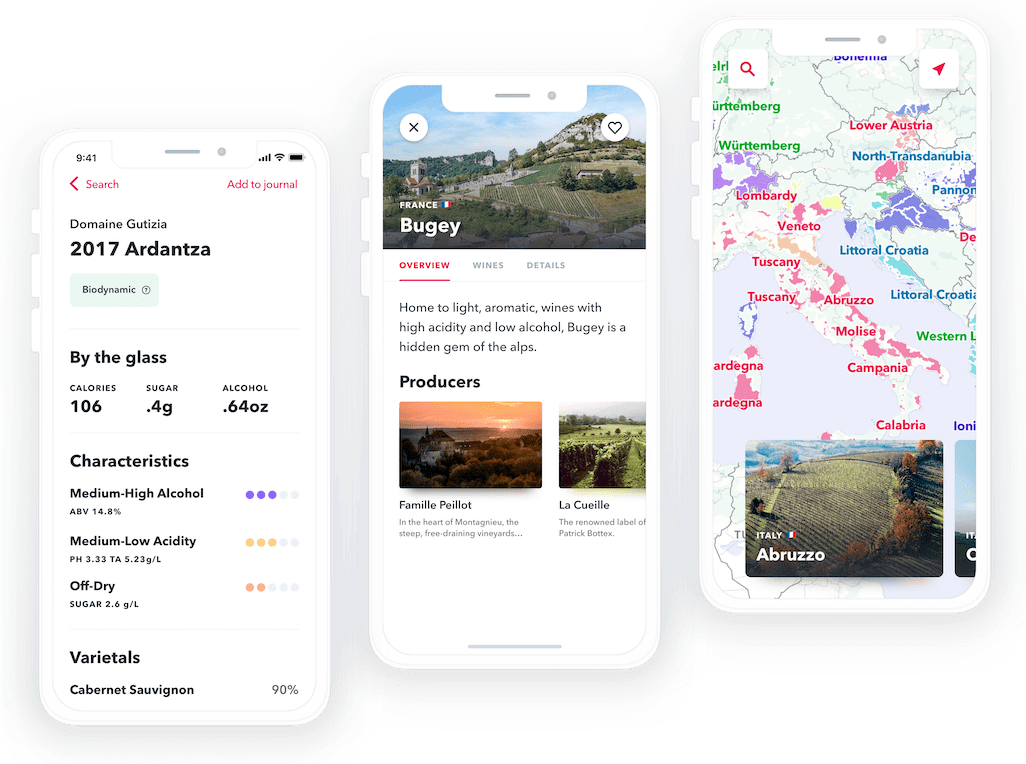 9:41
Search
Add to journal
Domaine Gutizia
2017 Ardantza
Biodynamic ?
By the glass
CALORIES SUGAR ALCOHOL
106 .4g .64oz
Characteristics
Medium-High Alcohol
ABV 14.8%
Medium-Low Acidity
PH 3.33 TA 5.23g/L
Off-Dry
SUGAR 2.6 g/L
Varietals
Cabernet Sauvignon 90%
FRANCE
Bugey
OVERVIEW WINES DETAILS
Home to light, aromatic, wines with
high acidity and low alcohol, Bugey is a
hidden gem of the alps.
Producers
Famille Peillot
In the heart of Montagnieu, the
steep, free-draining vineyards...
La Cueille
The renowned label of
Patrick Bottex.
Bohemia
ürttemberg
Württemberg
Lower Austria
North-Transdanubia
Pannon
Lombardy
Veneto
Littoral Croatia
Tuscany
Tuscany
Abruzzo
Littoral Croatia
Molise
Western L
Campania
ardegna
ardegna
Calabria
Ioni
ITALY
Abruzzo